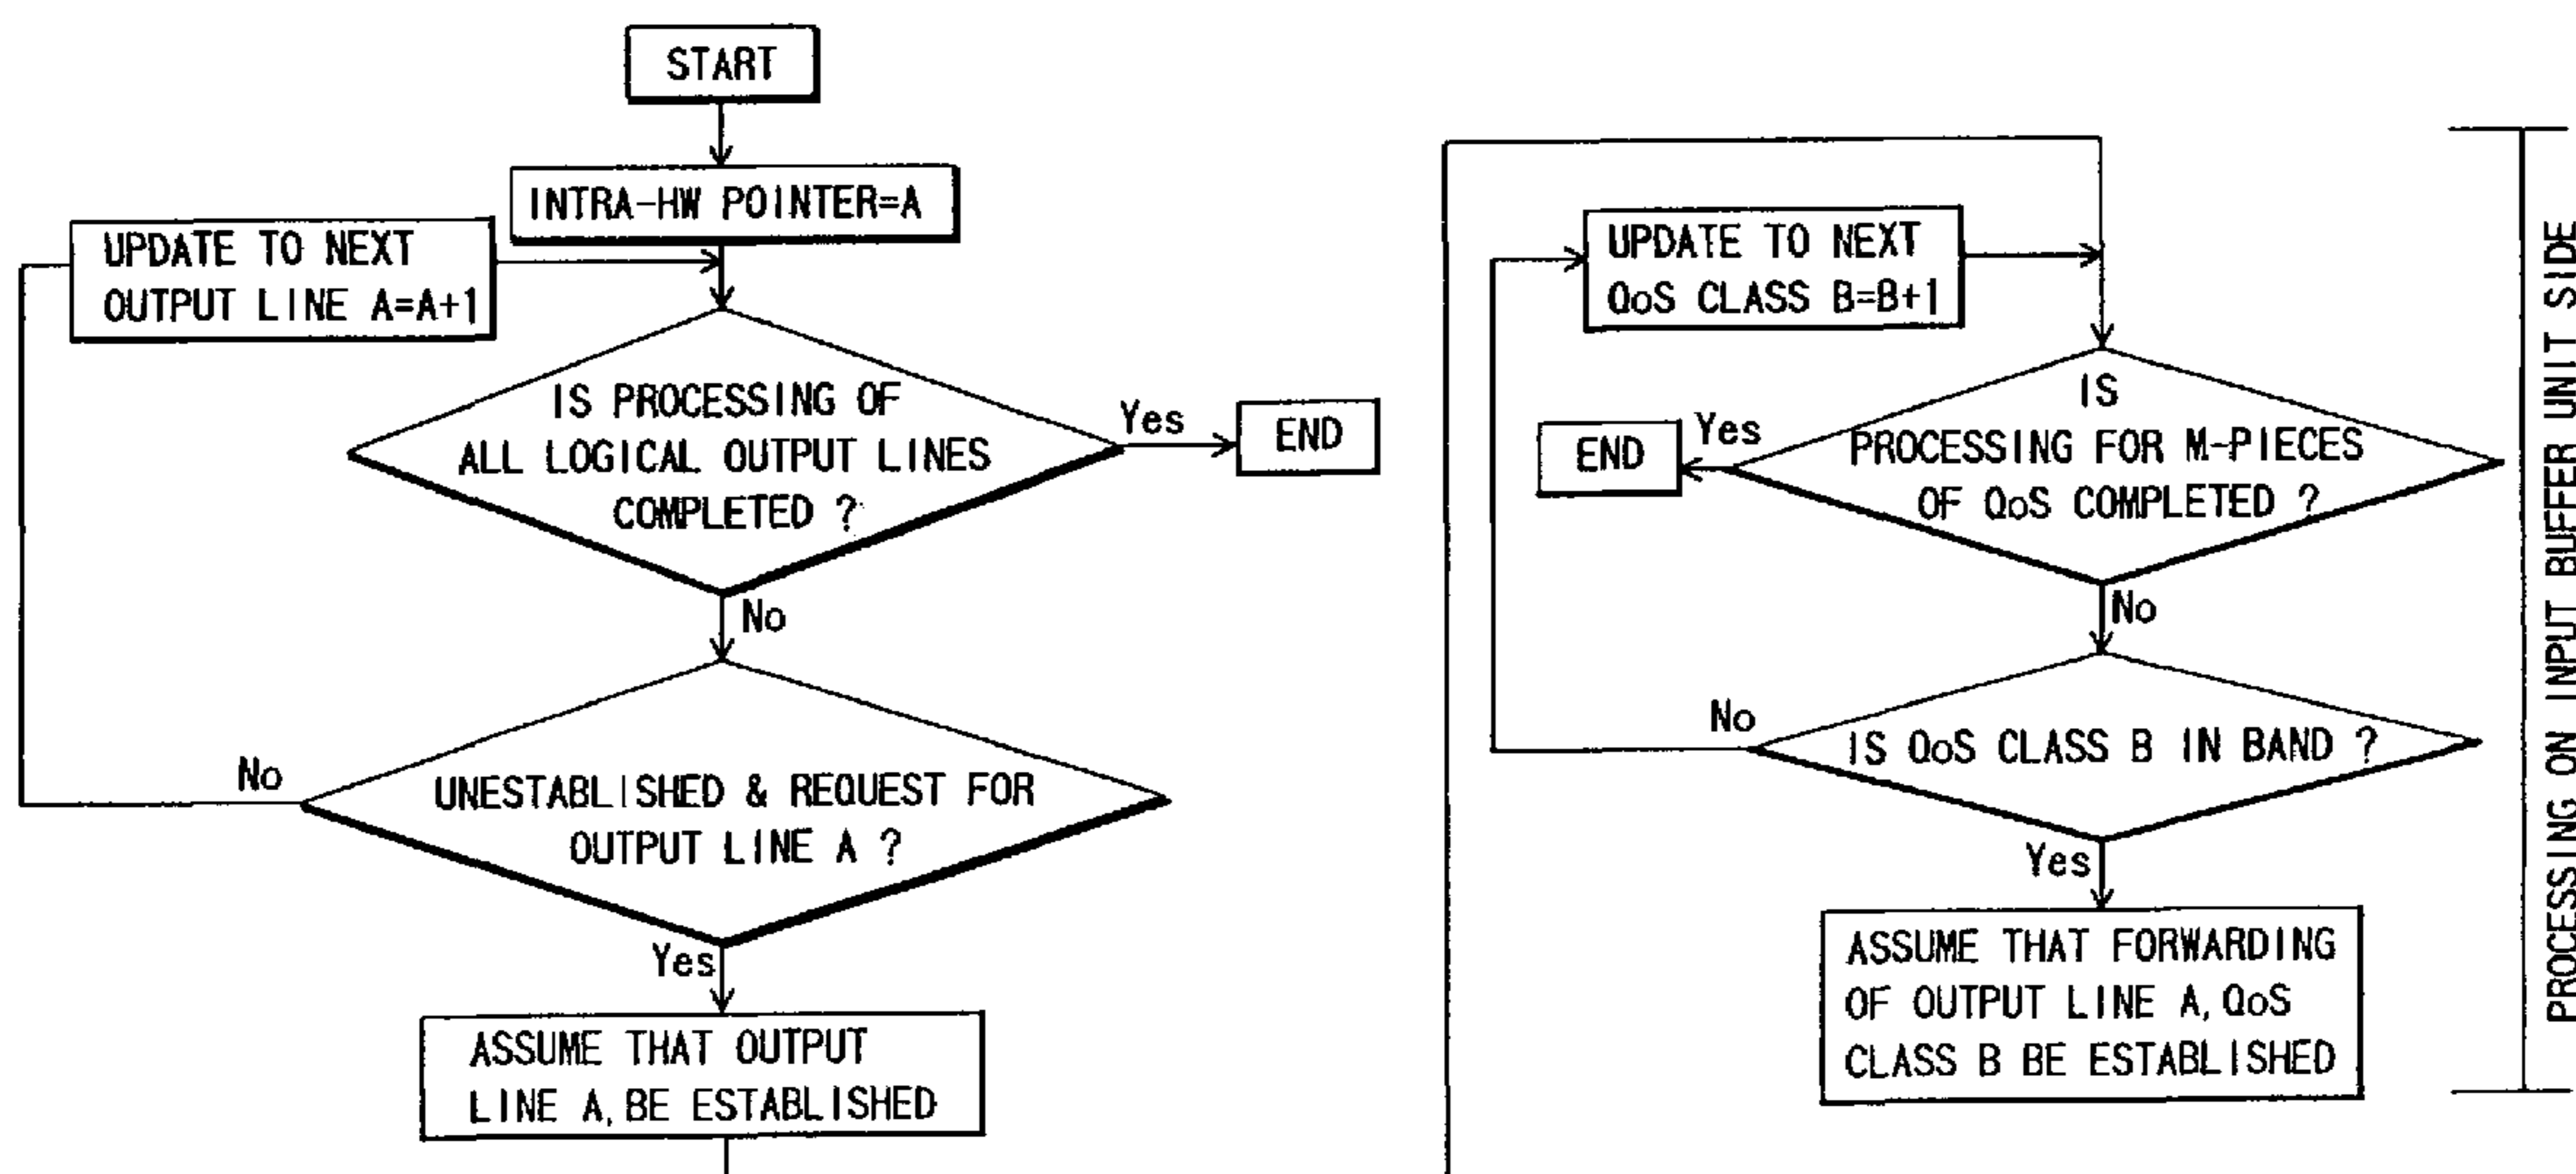 START
INTRA-HW POINTER=A
UPDATE TO NEXT
OUTPUT LINE A=A+1
IS PROCESSING OF
ALL LOGICAL OUTPUT LINES
COMPLETED ?
Yes
END
No
UNESTABLISHED & REQUEST FOR
OUTPUT LINE A ?
No
Yes
ASSUME THAT OUTPUT
LINE A, BE ESTABLISHED
UPDATE TO NEXT
QoS CLASS B=B+1
IS
PROCESSING FOR M-PIECES
OF QoS COMPLETED ?
Yes
END
No
IS QoS CLASS B IN BAND ?
No
Yes
ASSUME THAT FORWARDING
OF OUTPUT LINE A, QoS
CLASS B BE ESTABLISHED
PROCESSING ON INPUT BUFFER UNIT SIDE